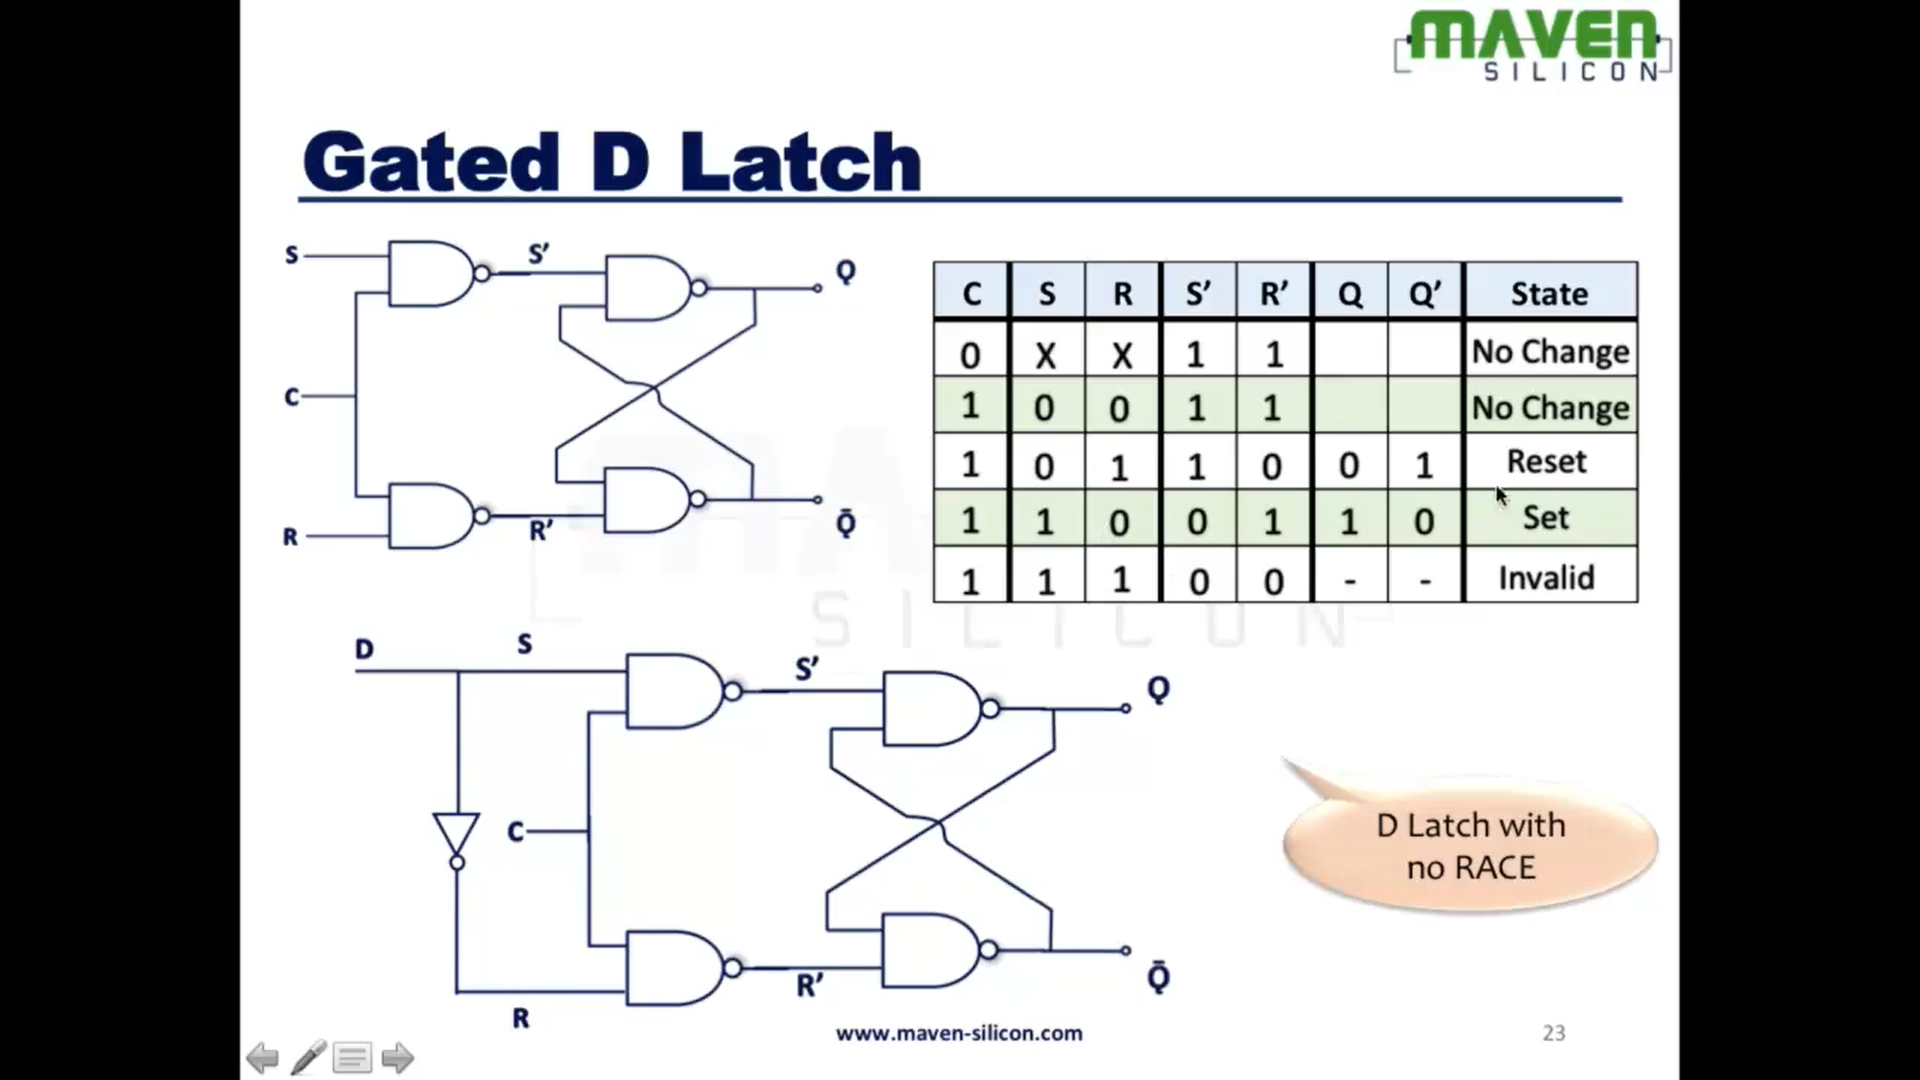 MAVEN
SILICON
Gated D Latch
S
S’
Q
C
R
R’
Q̄
C S R S’ R’ Q Q’ State
0 X X 1 1 No Change
1 0 0 1 1 No Change
1 0 1 1 0 0 1 Reset
1 1 0 0 1 1 0 Set
1 1 1 0 0 - - Invalid
SILICON
D
S
S’
Q
C
R
R’
Q̄
D Latch with
no RACE
www.maven-silicon.com
23